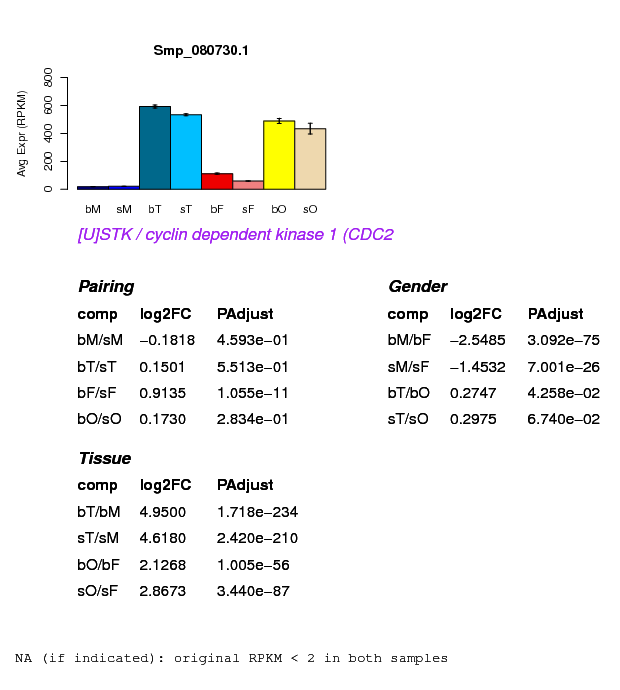 Smp_080730.1
Avg Expr (RPKM)
800
600
400
200
0
bM sM bT sT bF sF bO sO
[U]STK / cyclin dependent kinase 1 (CDC2
Pairing
comp log2FC PAdjust
bM/sM −0.1818 4.593e−01
bT/sT 0.1501 5.513e−01
bF/sF 0.9135 1.055e−11
bO/sO 0.1730 2.834e−01
Gender
comp log2FC PAdjust
bM/bF −2.5485 3.092e−75
sM/sF −1.4532 7.001e−26
bT/bO 0.2747 4.258e−02
sT/sO 0.2975 6.740e−02
Tissue
comp log2FC PAdjust
bT/bM 4.9500 1.718e−234
sT/sM 4.6180 2.420e−210
bO/bF 2.1268 1.005e−56
sO/sF 2.8673 3.440e−87
NA (if indicated): original RPKM < 2 in both samples